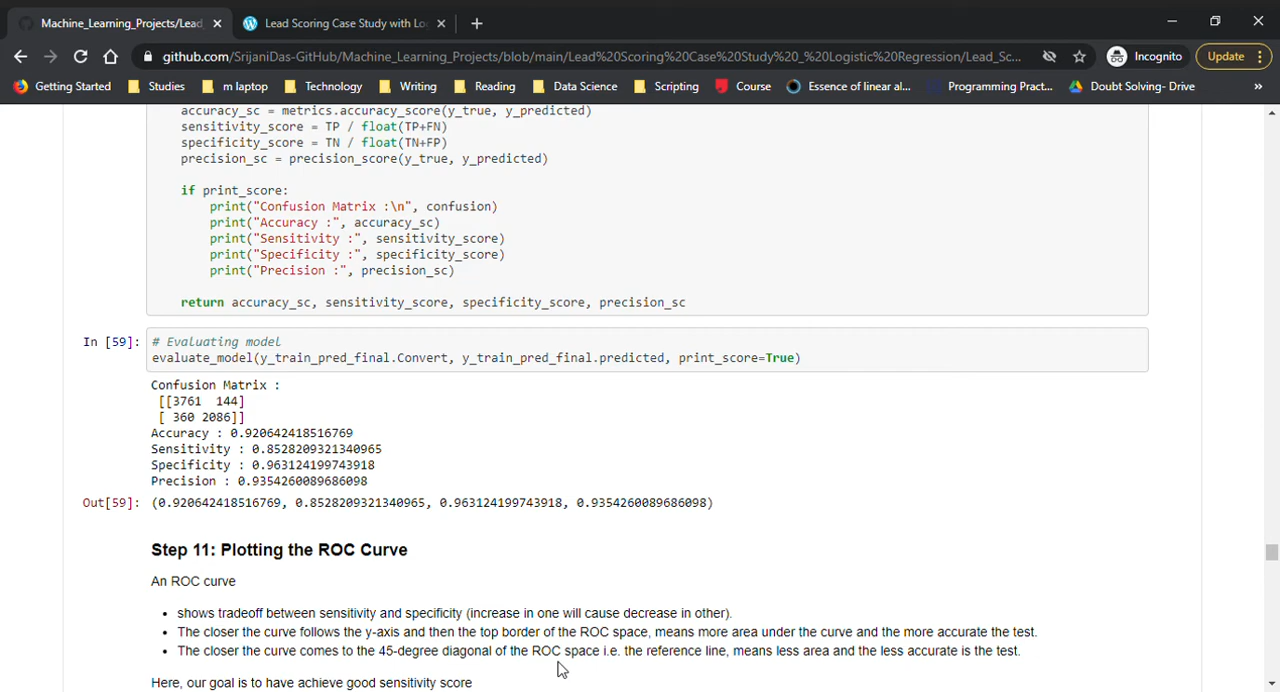 Machine_Learning_Projects/Lead
Lead Scoring Case Study with Lo
github.com/SrijaniDas-GitHub/Machine_Learning_Projects/blob/main/Lead%20Scoring%20Case%20Study%20_%20Logistic%20Regression/Lead_Sc...
Incognito
Update
Getting Started
Studies
m laptop
Technology
Writing
Reading
Data Science
Scripting
Course
Essence of linear al...
Programming Pract...
Doubt Solving- Drive
»
accuracy_sc = metrics.accuracy_score(y_true, y_predicted)
sensitivity_score = TP / float(TP+FN)
specificity_score = TN / float(TN+FP)
precision_sc = precision_score(y_true, y_predicted)
if print_score:
print("Confusion Matrix :\n", confusion)
print("Accuracy :", accuracy_sc)
print("Sensitivity :", sensitivity_score)
print("Specificity :", specificity_score)
print("Precision :", precision_sc)
return accuracy_sc, sensitivity_score, specificity_score, precision_sc
In [59]: # Evaluating model
evaluate_model(y_train_pred_final.Convert, y_train_pred_final.predicted, print_score=True)
Confusion Matrix :
[[3761 144]
[ 360 2086]]
Accuracy : 0.920642418516769
Sensitivity : 0.8528209321340965
Specificity : 0.963124199743918
Precision : 0.9354260089686098
Out[59]: (0.920642418516769, 0.8528209321340965, 0.963124199743918, 0.9354260089686098)
Step 11: Plotting the ROC Curve
An ROC curve
• shows tradeoff between sensitivity and specificity (increase in one will cause decrease in other).
• The closer the curve follows the y-axis and then the top border of the ROC space, means more area under the curve and the more accurate the test.
• The closer the curve comes to the 45-degree diagonal of the ROC space i.e. the reference line, means less area and the less accurate is the test.
Here, our goal is to have achieve good sensitivity score